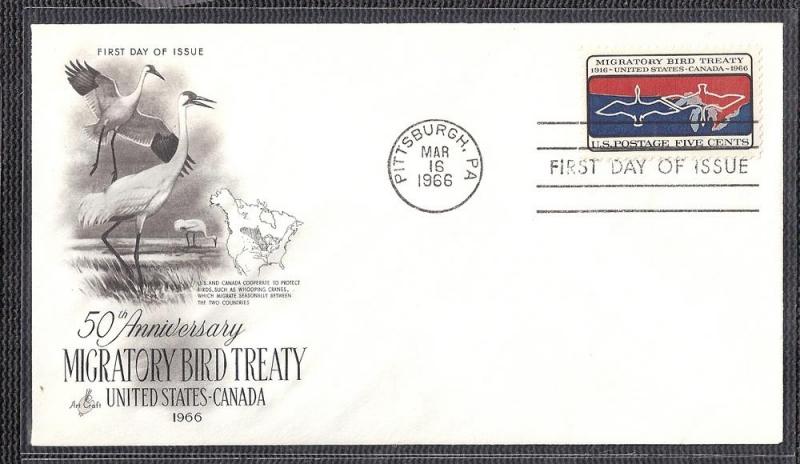 FIRST DAY OF ISSUE
U.S. AND CANADA COOPERATE TO PROTECT
BIRDS, SUCH AS WHOOPING CRANES,
WHICH MIGRATE SEASONALLY BETWEEN
THE TWO COUNTRIES
50th Anniversary
MIGRATORY BIRD TREATY
Art Craft
UNITED STATES-CANADA
1966
PITTSBURGH, PA
MAR
16
1966
MIGRATORY BIRD TREATY
1916-UNITED STATES-CANADA-1966
U.S. POSTAGE FIVE CENTS
FIRST DAY OF ISSUE